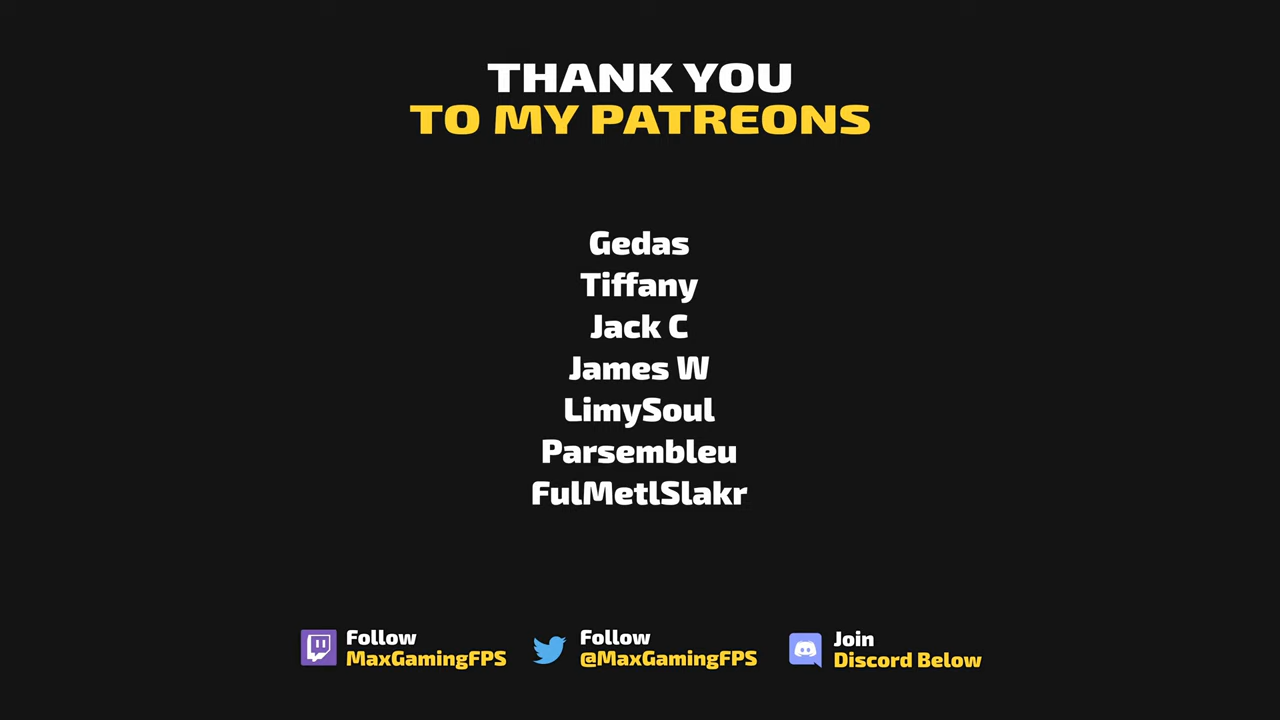 THANK YOU
TO MY PATREONS
Gedas
Tiffany
Jack C
James W
LimySoul
Parsembleu
FulMetlSlakr
Follow
MaxGamingFPS
Follow
@MaxGamingFPS
Join
Discord Below